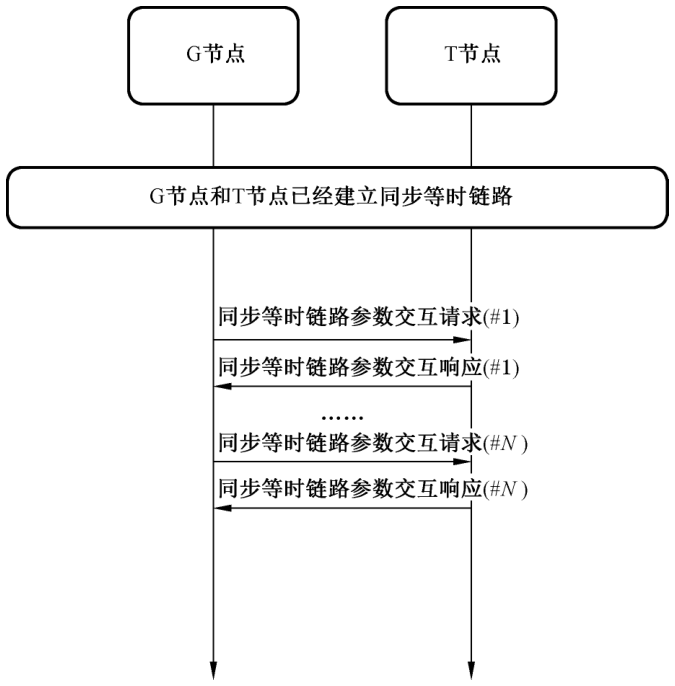 G节点
T节点
G节点和T节点已经建立同步等时链路
同步等时链路参数交互请求(#1)
同步等时链路参数交互响应(#1)
……
同步等时链路参数交互请求(#N)
同步等时链路参数交互响应(#N)